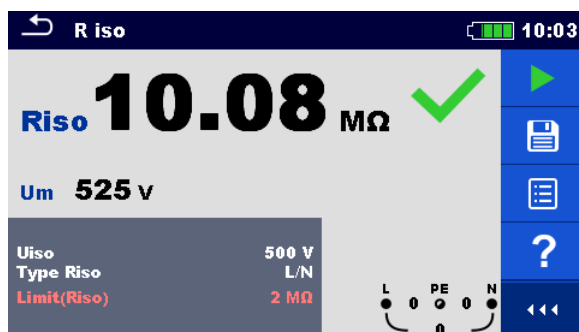 R iso 10:03
Riso 10.08 MΩ
Um 525 V
Uiso 500 V
Type Riso L/N
Limit(Riso) 2 MΩ
L PE N
0 0
0
?